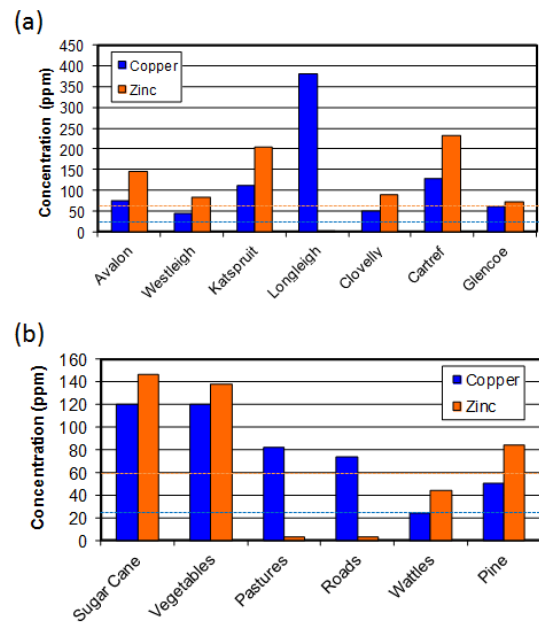 (a)
Concentration (ppm)
450
400
350
300
250
200
150
100
50
0
Copper
Zinc
Avalon
Westleigh
Katspruit
Longleigh
Clovelly
Cartref
Glencoe
(b)
Concentration (ppm)
160
140
120
100
80
60
40
20
0
Copper
Zinc
Sugar Cane
Vegetables
Pastures
Roads
Wattles
Pine